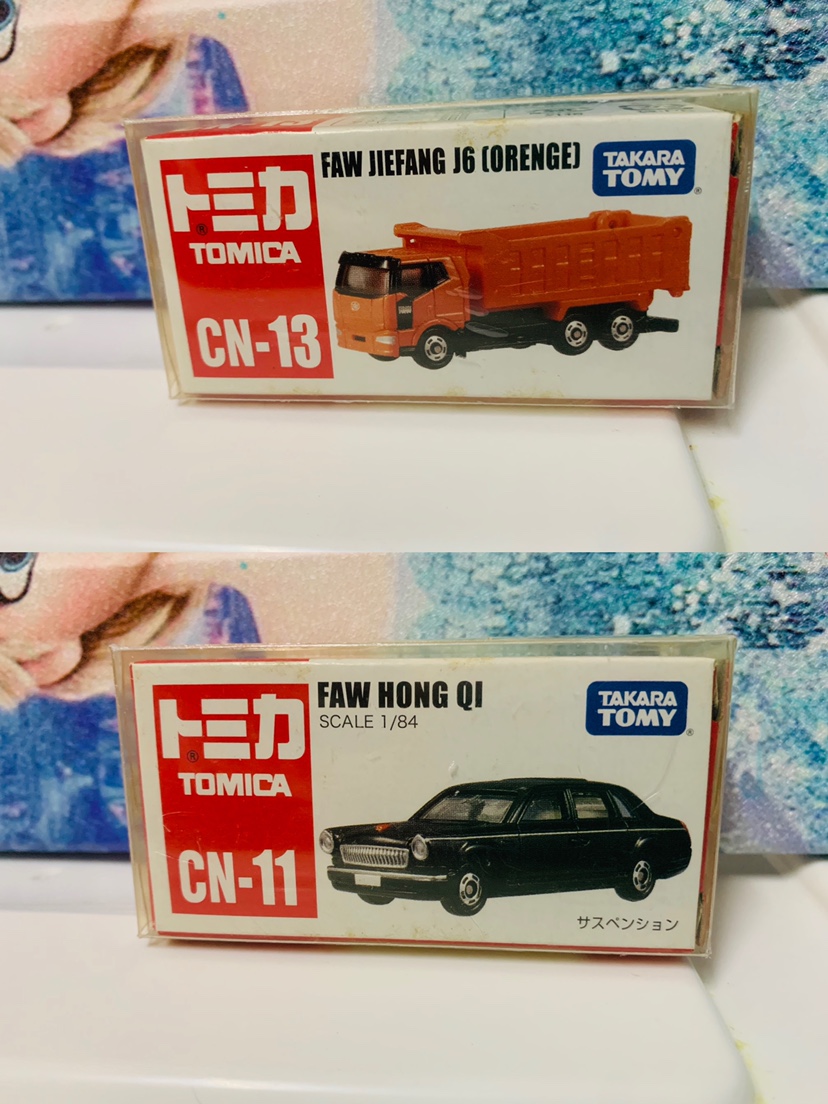 FAW JIEFANG J6 (ORENGE)
TAKARA
TOMY®
トミカ®
TOMICA
CN-13
FAW HONG QI
SCALE 1/84
TAKARA
TOMY®
トミカ®
TOMICA
CN-11
サスペンション